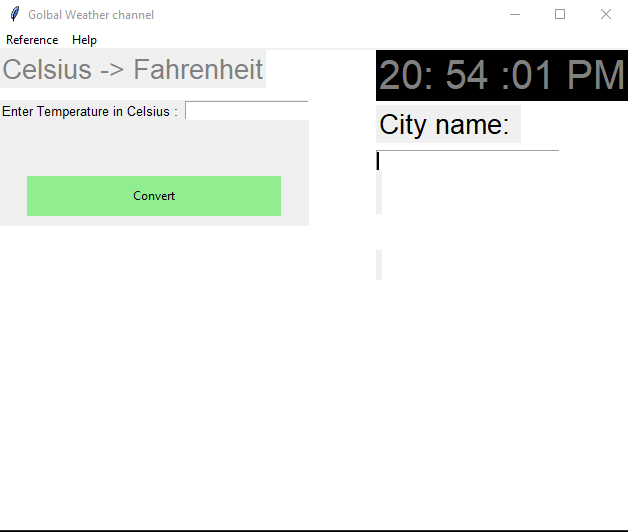 Golbal Weather channel
Reference Help
Celsius -> Fahrenheit
20: 54 :01 PM
Enter Temperature in Celsius :
City name:
Convert